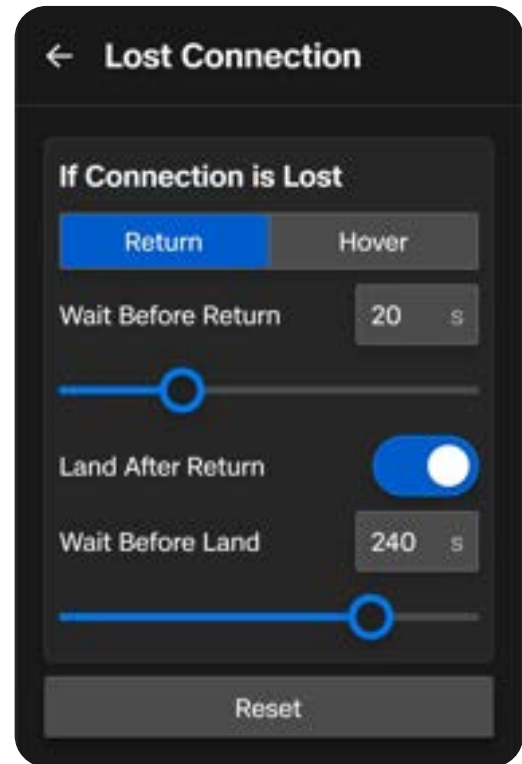 Lost Connection
If Connection is Lost
Return Hover
Wait Before Return 20 s
Land After Return
Wait Before Land 240 s
Reset